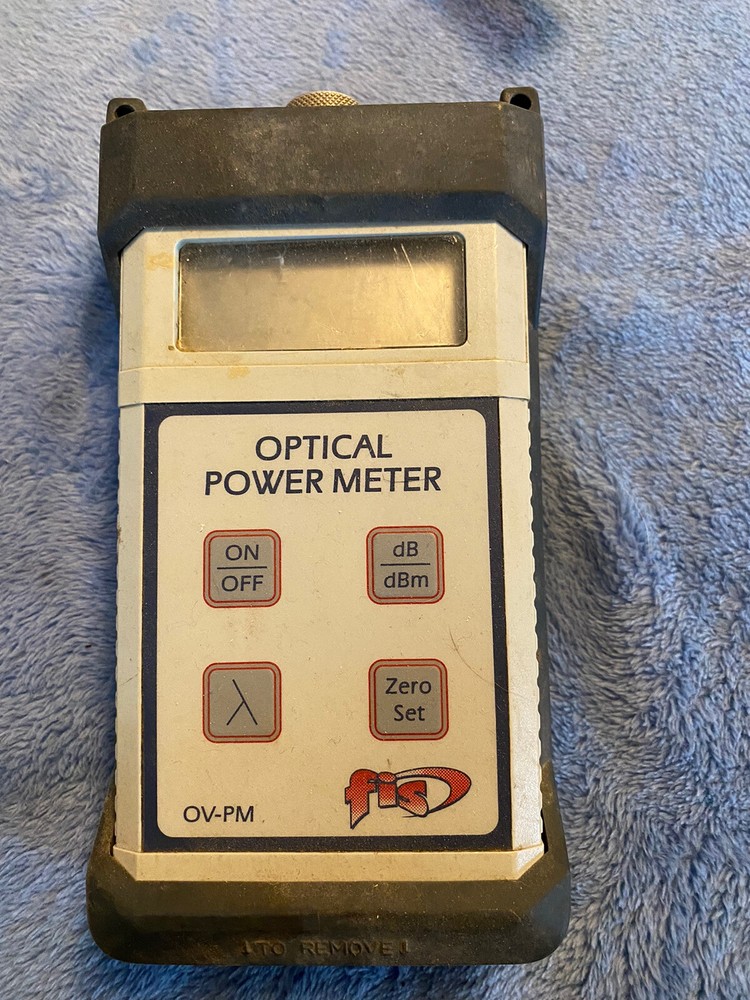 OPTICAL
POWER METER
ON
OFF
dB
dBm
λ
Zero
Set
fis
OV-PM
↓TO REMOVE↓